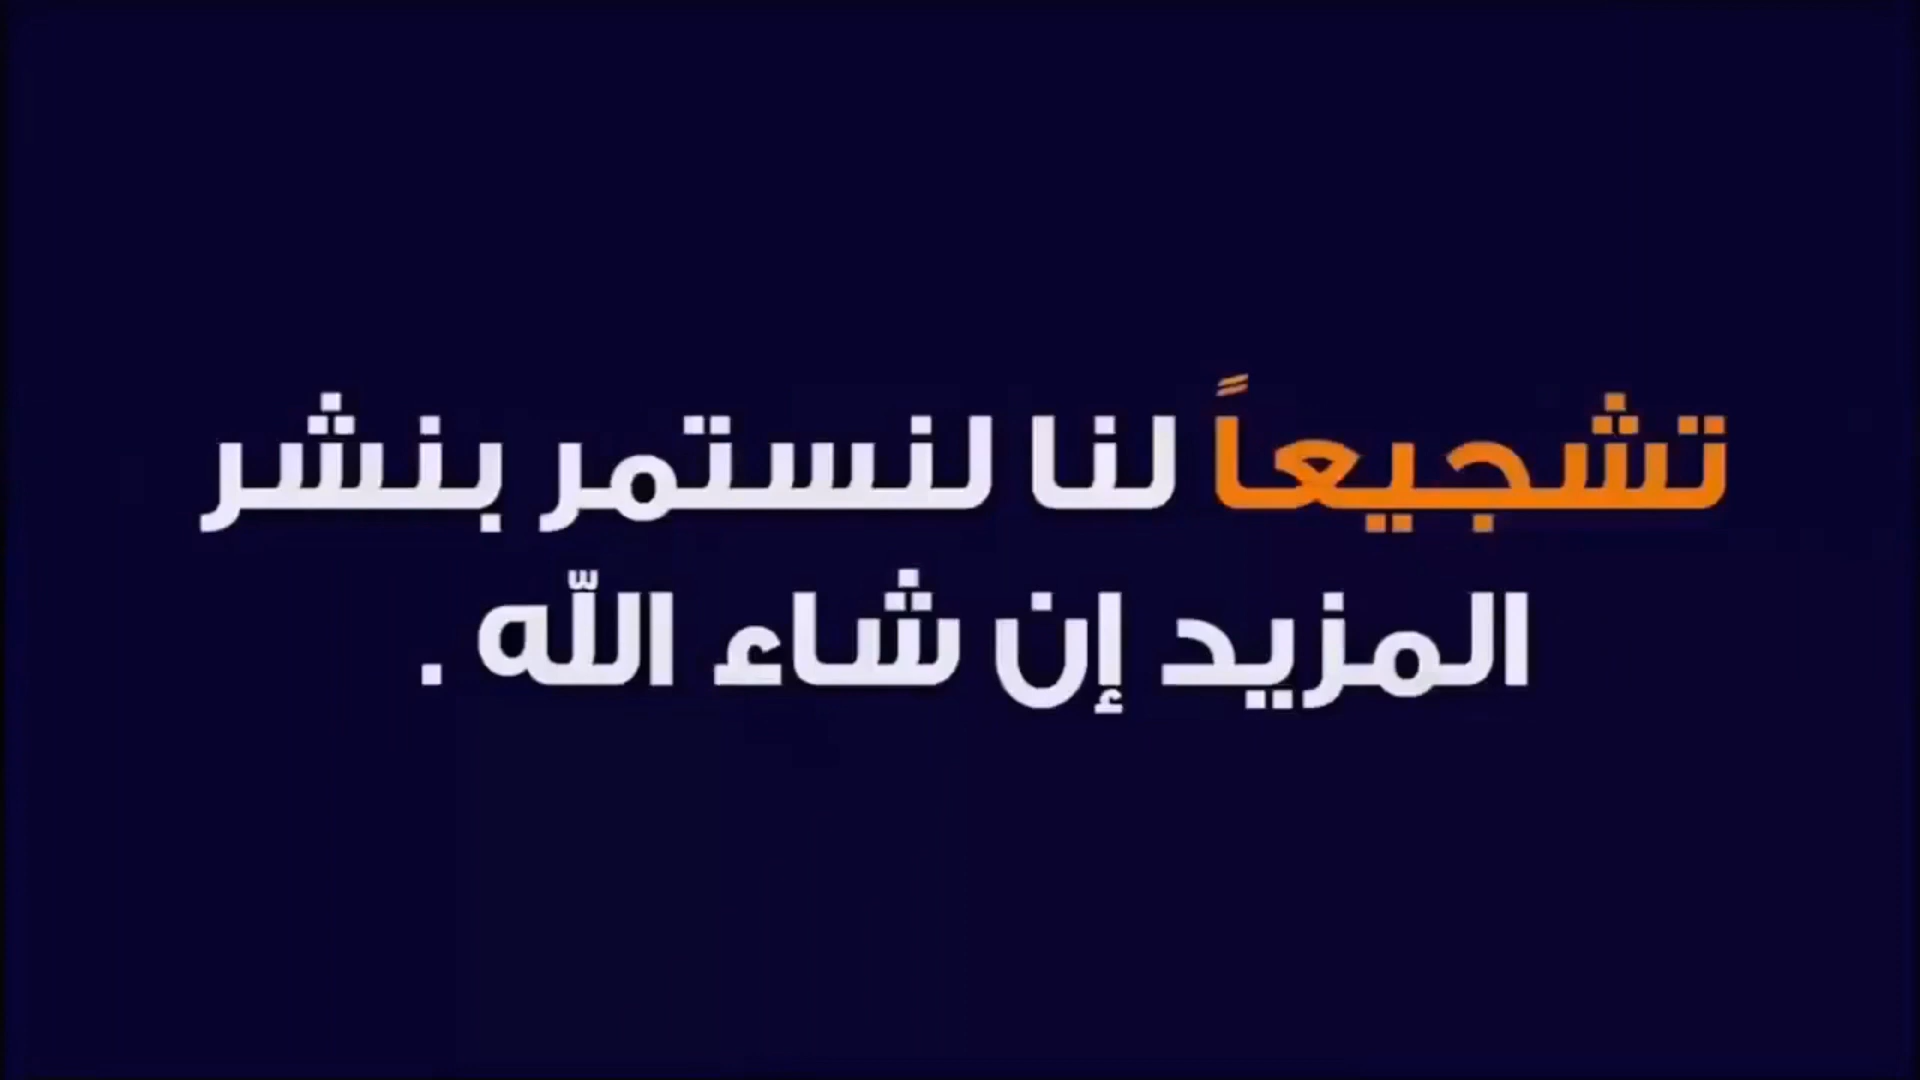 تشجيعاً لنا لنستمر بنشر
المزيد إن شاء اللّه .